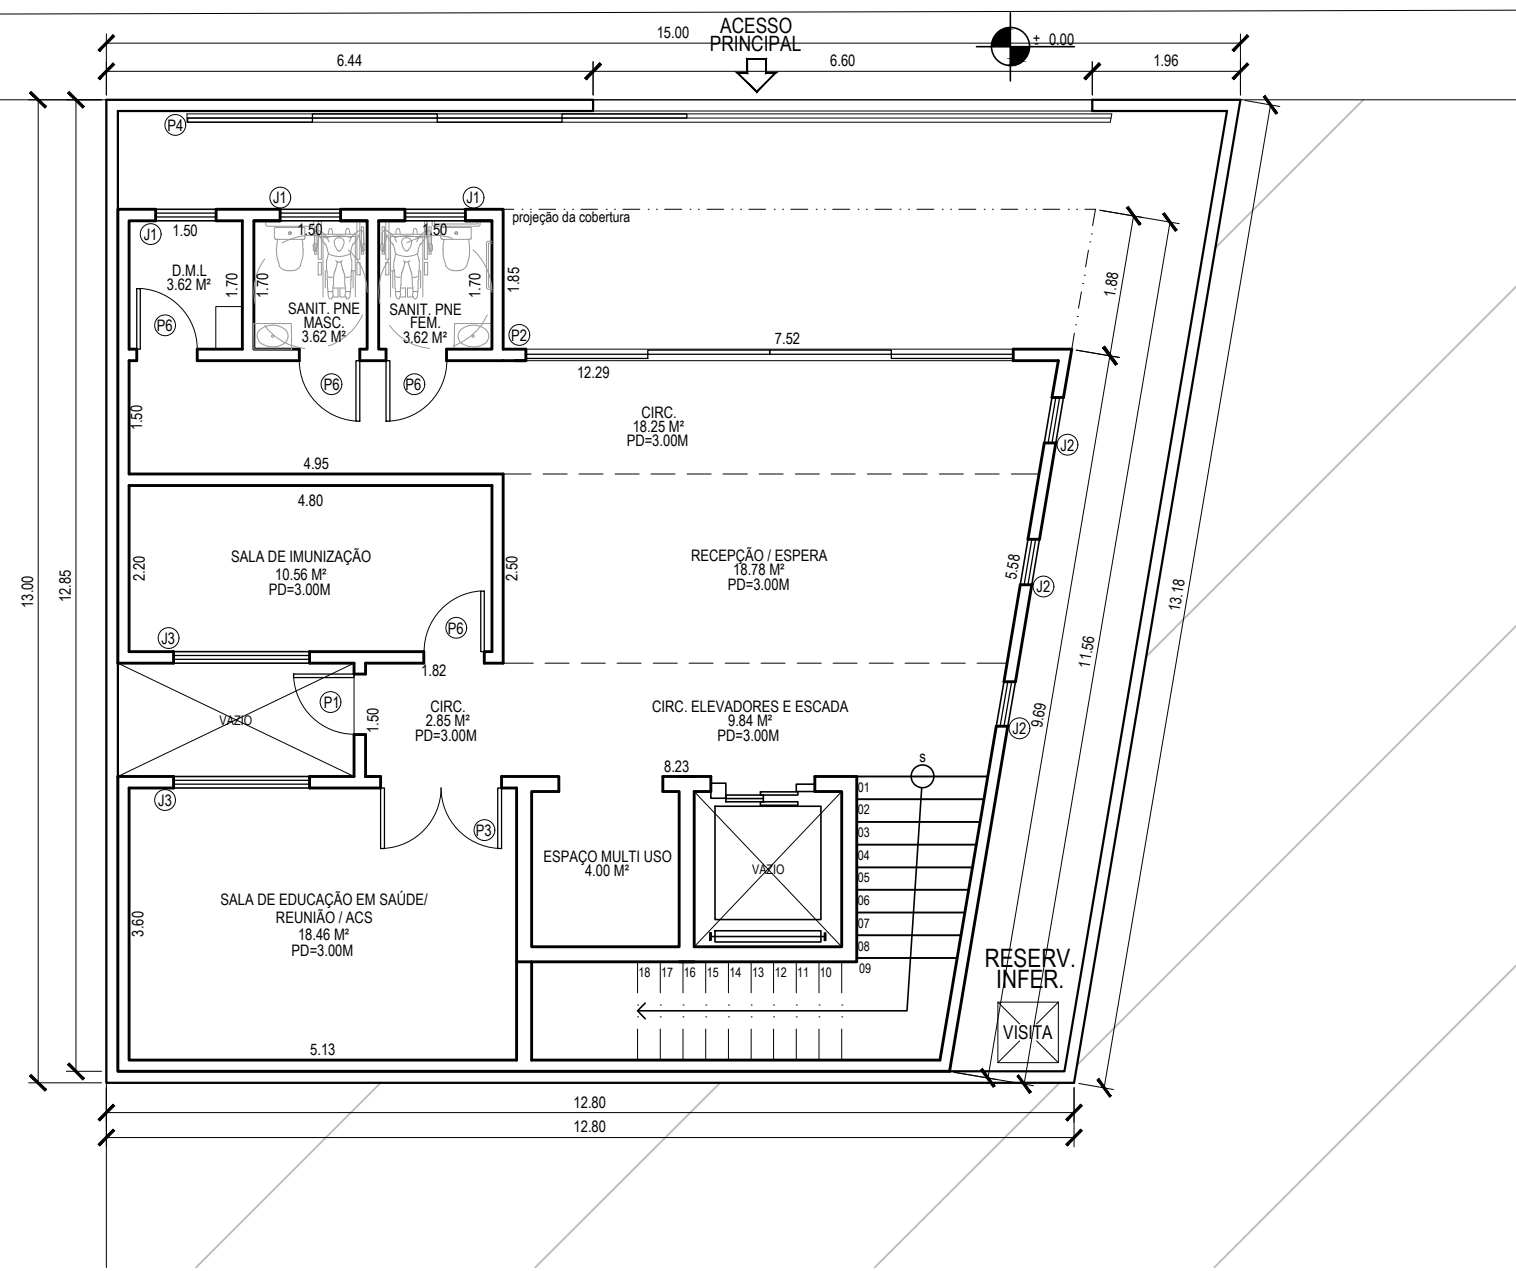 ACESSO
PRINCIPAL
15.00
± 0.00
6.44
6.60
1.96
P4
J1
J1
J1
1.50
1.50
1.50
projeção da cobertura
D.M.L
3.62 M²
1.70
1.70
1.70
1.85
1.88
SANIT. PNE
MASC.
3.62 M²
SANIT. PNE
FEM.
3.62 M²
P6
P2
7.52
12.29
P6
P6
1.50
CIRC.
18.25 M²
PD=3.00M
J2
4.95
4.80
SALA DE IMUNIZAÇÃO
10.56 M²
PD=3.00M
2.20
2.50
RECEPÇÃO / ESPERA
18.78 M²
PD=3.00M
5.58
J2
13.00
12.85
13.18
11.56
9.69
J3
P6
1.82
P1
VAZIO
1.50
CIRC.
2.85 M²
PD=3.00M
CIRC. ELEVADORES E ESCADA
9.84 M²
PD=3.00M
J2
8.23
s
J3
P3
01
02
03
04
05
06
07
08
09
ESPAÇO MULTI USO
4.00 M²
VAZIO
SALA DE EDUCAÇÃO EM SAÚDE/
REUNIÃO / ACS
18.46 M²
PD=3.00M
3.60
18 17 16 15 14 13 12 11 10
RESERV.
INFER.
VISITA
5.13
12.80
12.80